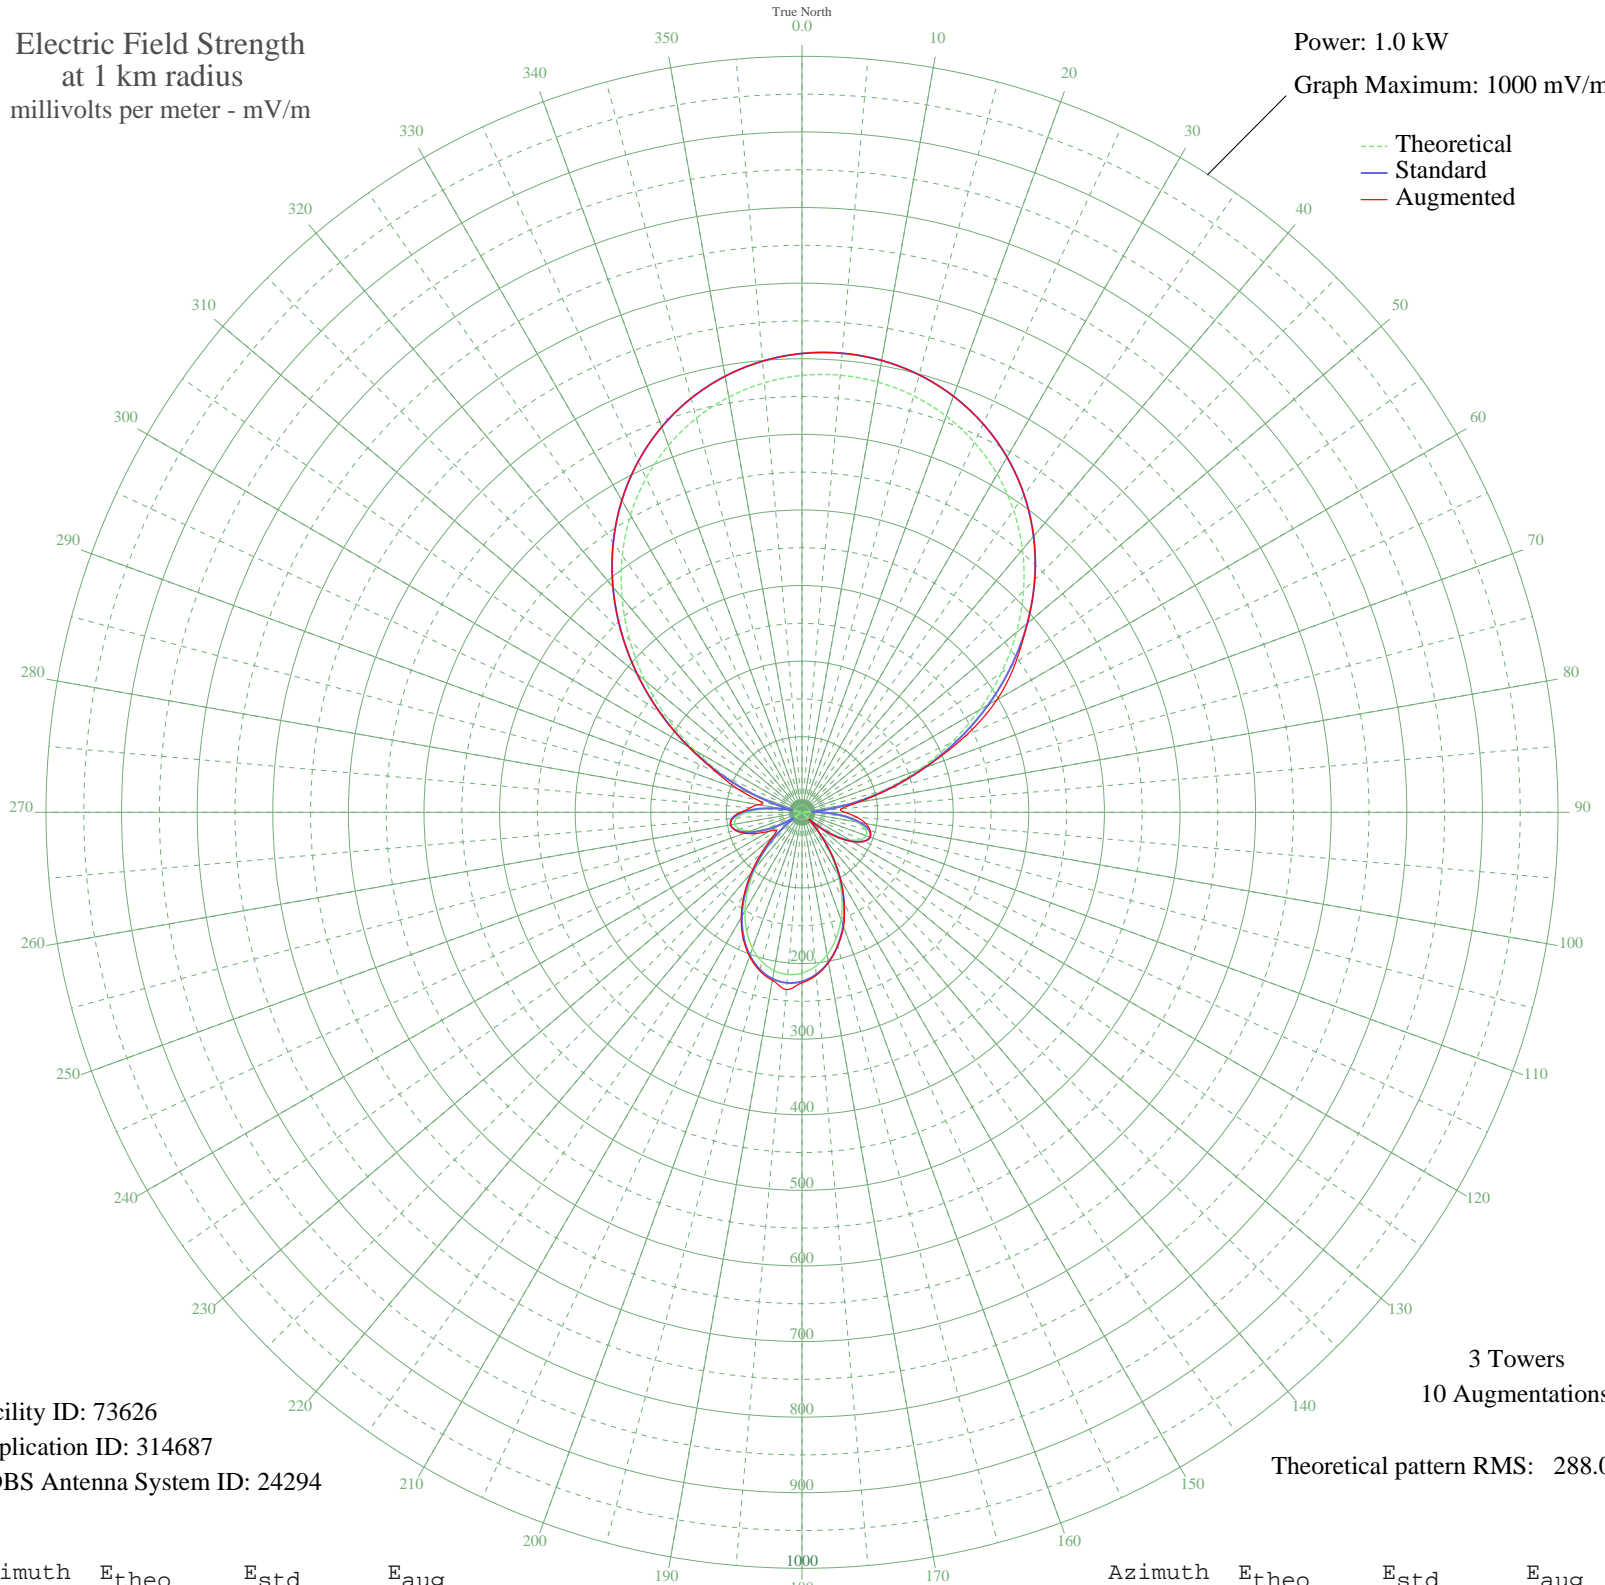 True North
0.0
Electric Field Strength
at 1 km radius
millivolts per meter - mV/m
Power: 1.0 kW
Graph Maximum: 1000 mV/m
Theoretical
Standard
Augmented
10
20
30
40
50
60
70
80
90
100
110
120
130
140
150
160
170
190
200
210
220
230
240
250
260
270
280
290
300
310
320
330
340
350
200
300
400
500
600
700
800
900
1000
3 Towers
10 Augmentations
Theoretical pattern RMS: 288.0
cility ID: 73626
plication ID: 314687
DBS Antenna System ID: 24294
imuth Etheo Estd Eaug
Azimuth Etheo Estd Eaug